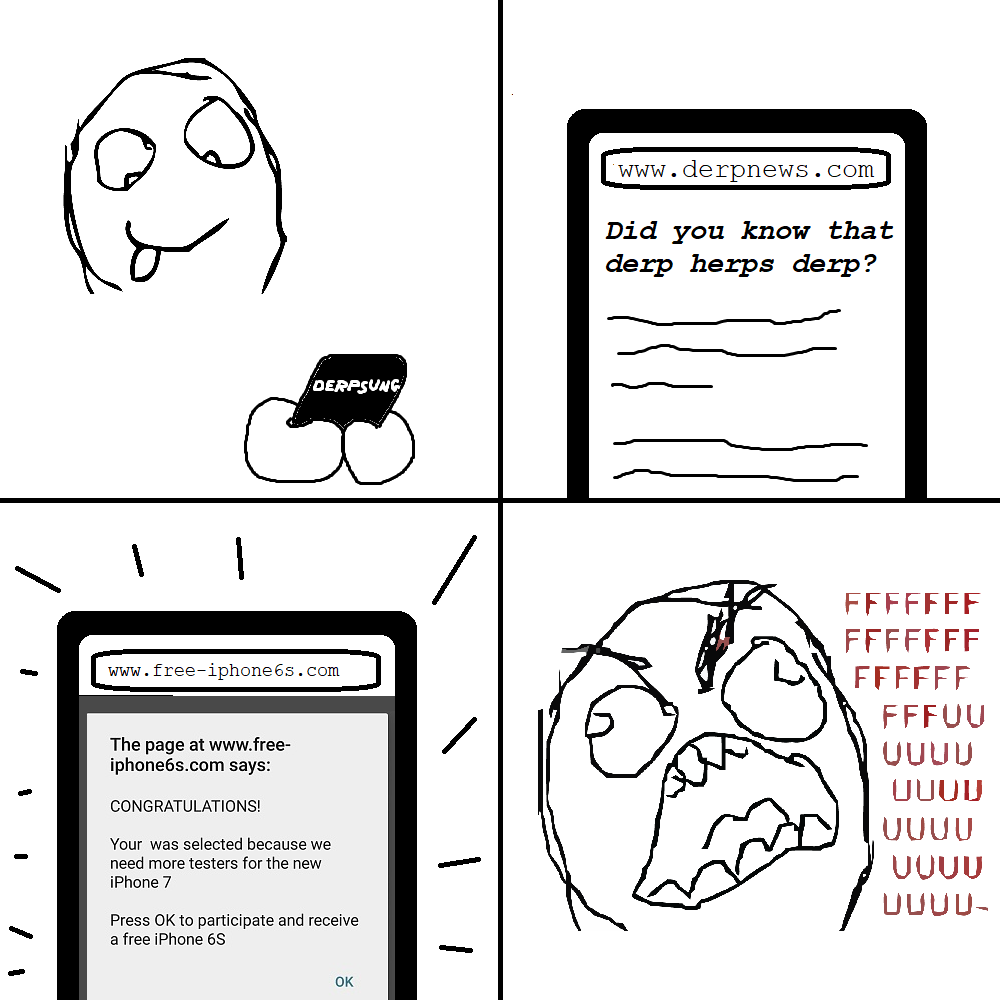 DERPSUNG
www.derpnews.com
Did you know that
derp herps derp?
www.free-iphone6s.com
The page at www.free-
iphone6s.com says:
CONGRATULATIONS!
Your was selected because we
need more testers for the new
iPhone 7
Press OK to participate and receive
a free iPhone 6S
OK
FFFFFFF
FFFFFFF
FFFFFF
FFFUU
UUUU
UUUU
UUUU
UUUU
UUUU-